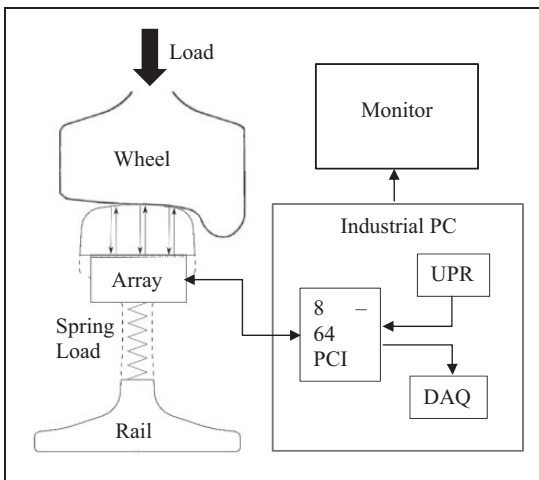 Load
Wheel
Array
Spring
Load
Rail
Monitor
Industrial PC
UPR
8 –
64
PCI
DAQ